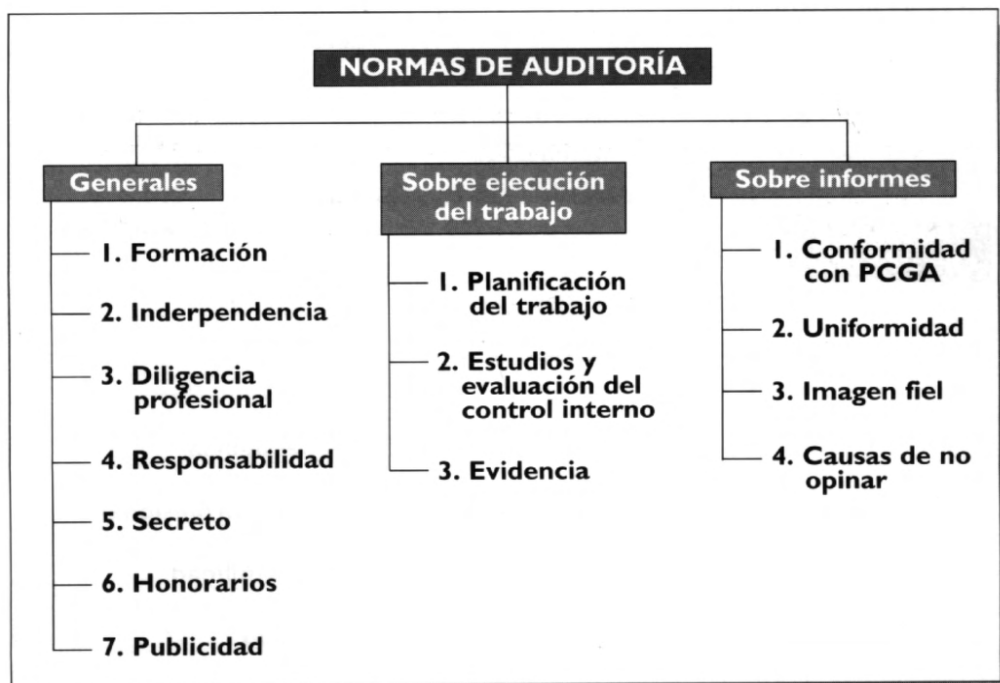 NORMAS DE AUDITORÍA
Generales
1. Formación
2. Inderpendencia
3. Diligencia
profesional
4. Responsabilidad
5. Secreto
6. Honorarios
7. Publicidad
Sobre ejecución
del trabajo
1. Planificación
del trabajo
2. Estudios y
evaluación del
control interno
3. Evidencia
Sobre informes
1. Conformidad
con PCGA
2. Uniformidad
3. Imagen fiel
4. Causas de no
opinar